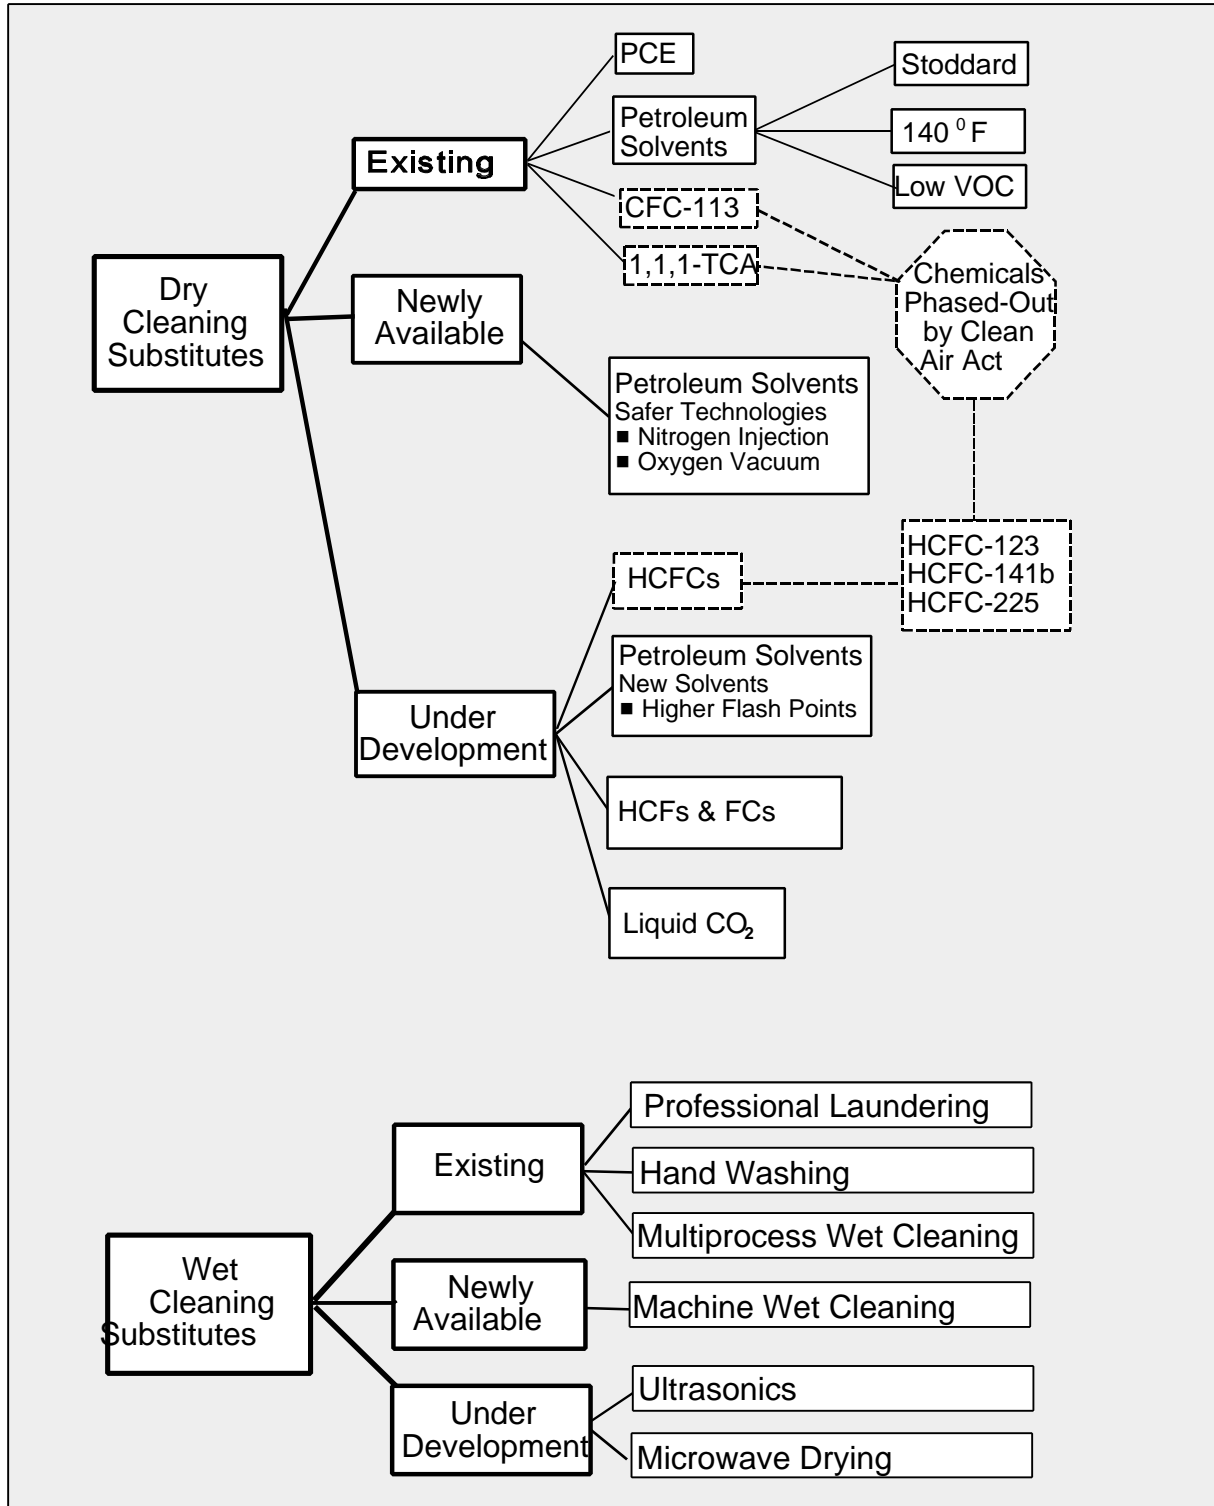 PCE
Stoddard
Petroleum
Solvents
140 ⁰ F
Existing
Low VOC
CFC-113
1,1,1-TCA
Chemicals
Phased-Out
by Clean
Air Act
Dry
Cleaning
Substitutes
Newly
Available
Petroleum Solvents
Safer Technologies
■ Nitrogen Injection
■ Oxygen Vacuum
HCFCs
HCFC-123
HCFC-141b
HCFC-225
Petroleum Solvents
New Solvents
■ Higher Flash Points
Under
Development
HCFs & FCs
Liquid CO₂
Professional Laundering
Existing
Hand Washing
Multiprocess Wet Cleaning
Wet
Cleaning
Substitutes
Newly
Available
Machine Wet Cleaning
Ultrasonics
Under
Development
Microwave Drying